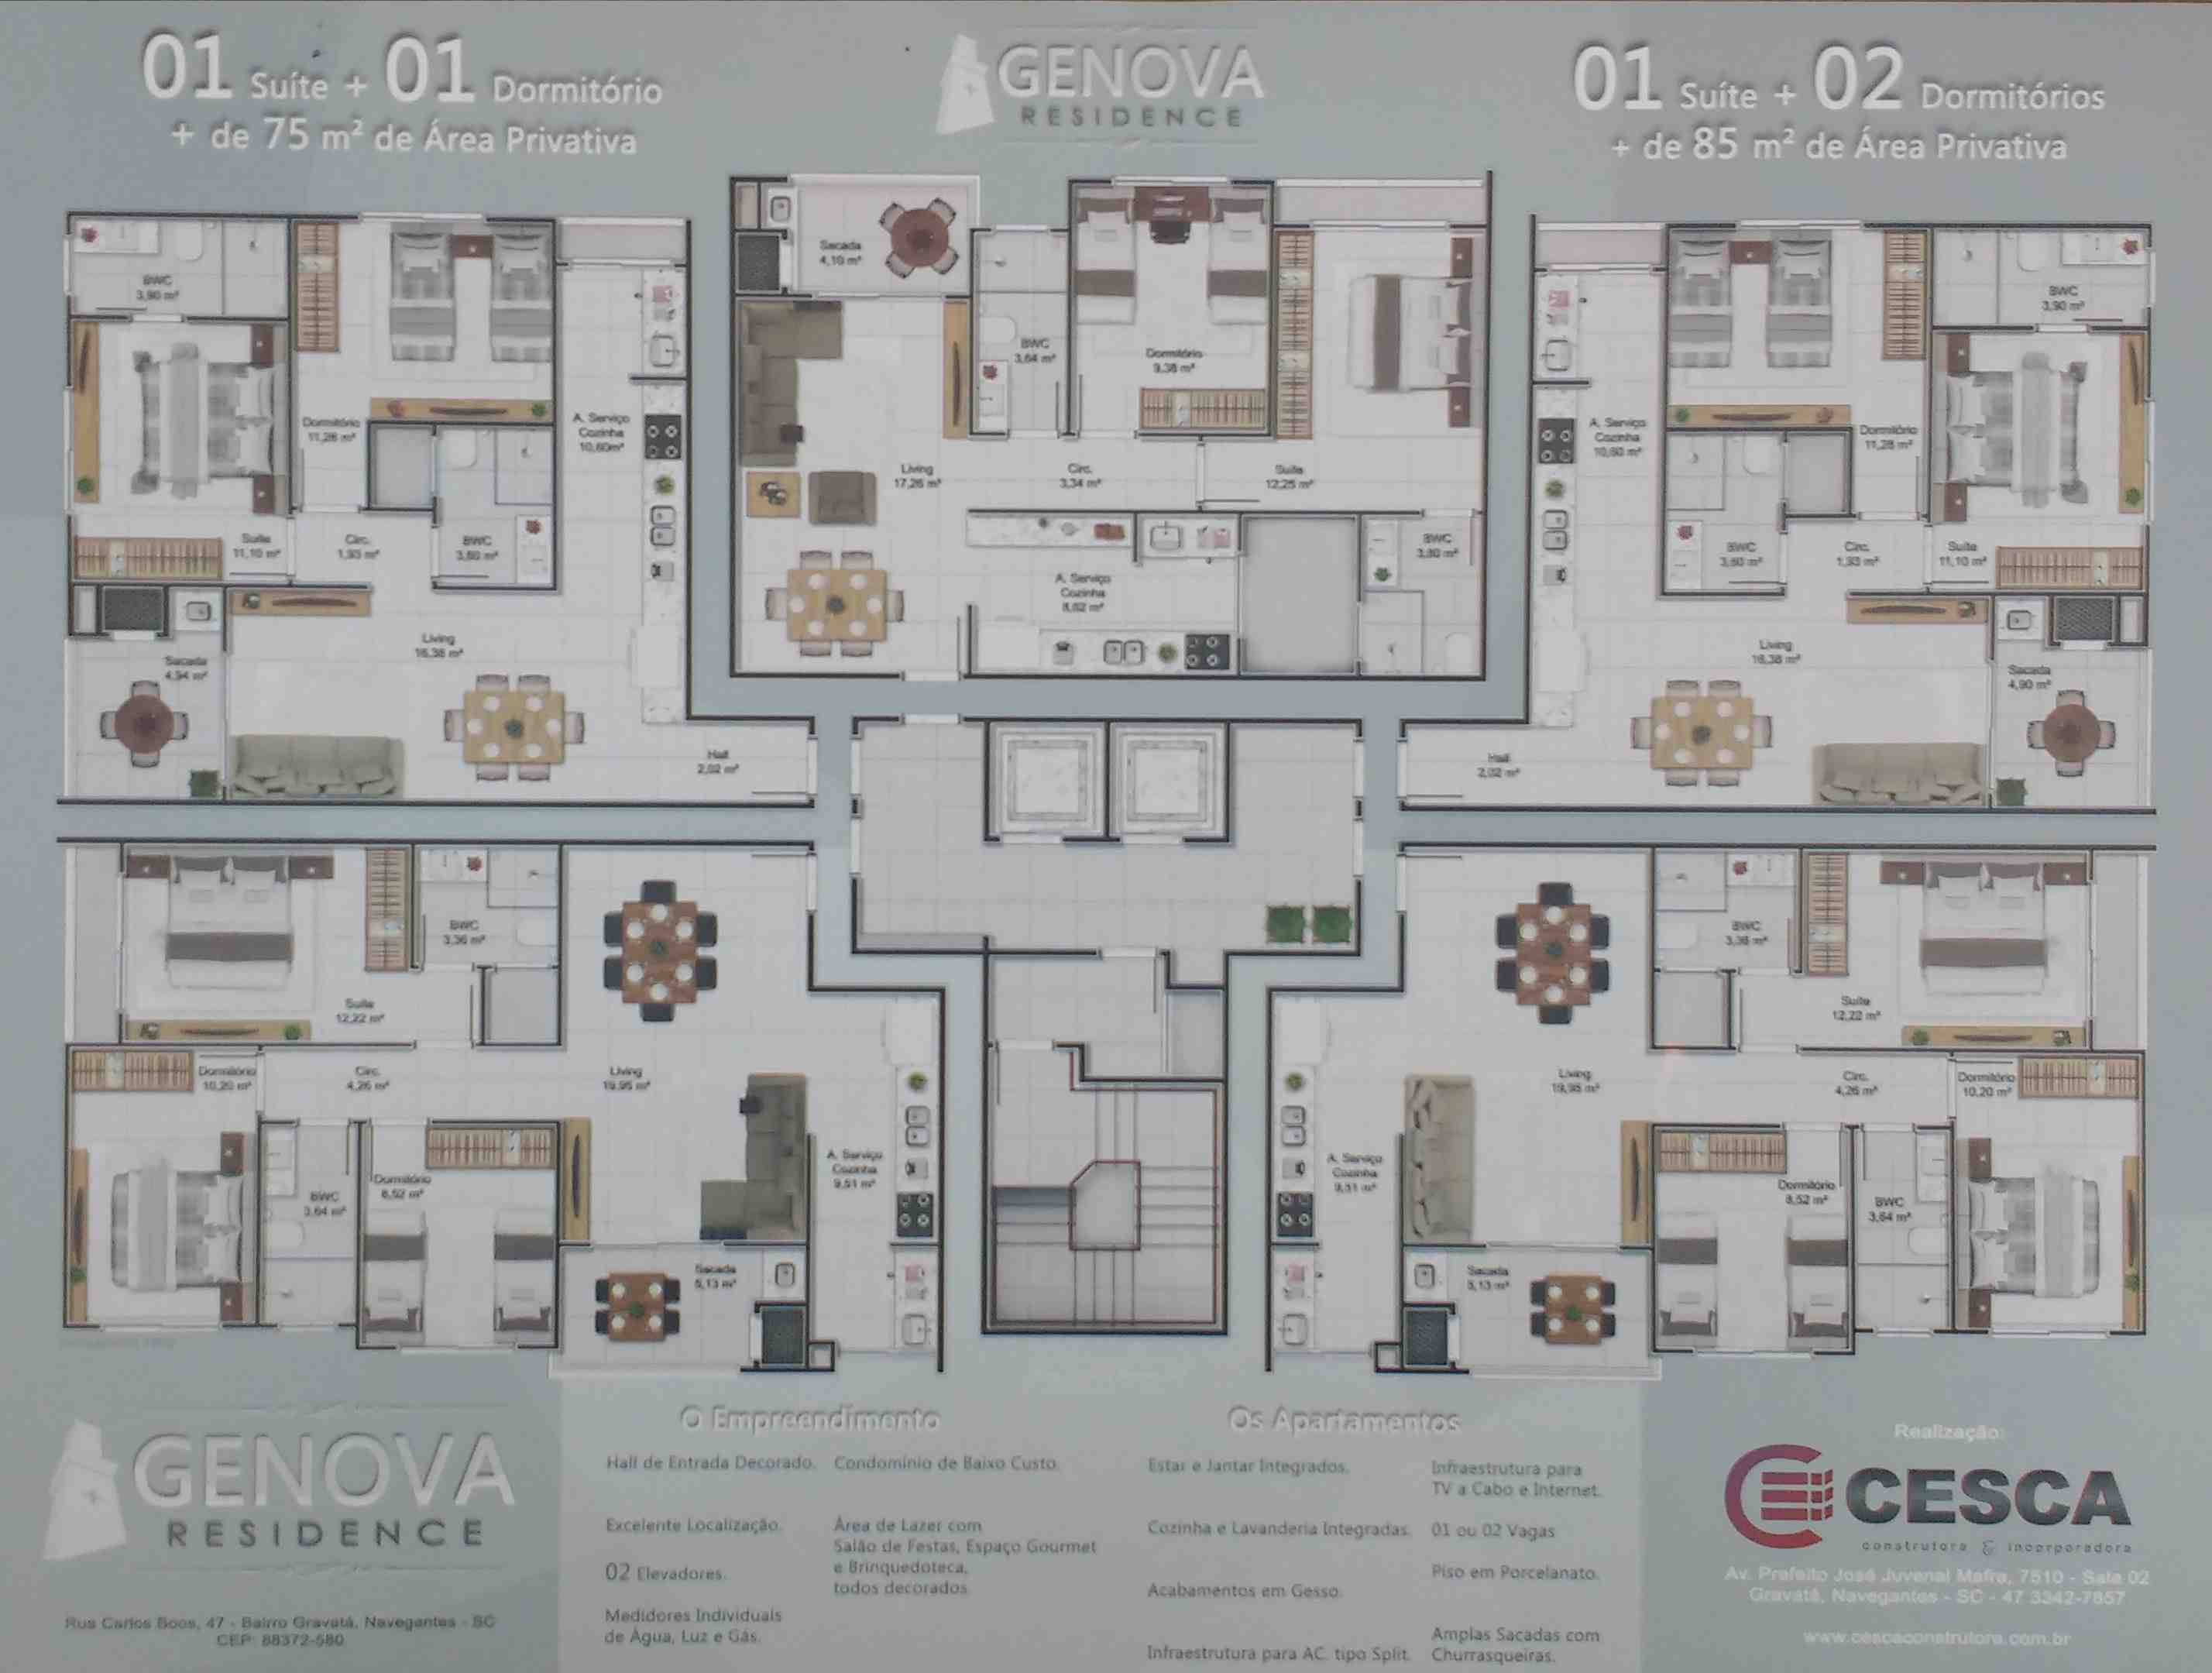 01 Suíte + 01 Dormitório
+ de 75 m² de Área Privativa
GENOVA
RESIDENCE
01 Suíte + 02 Dormitórios
+ de 85 m² de Área Privativa
BWC
3,90 m²
Dormitório
11,28 m²
A. Serviço
Cozinha
10,60m²
Suíte
11,10 m²
Circ.
1,93 m²
BWC
3,60 m²
Living
16,38 m²
Sacada
4,94 m²
Hall
2,02 m²
Sacada
4,19 m²
BWC
3,64 m²
Dormitório
9,38 m²
Living
17,26 m²
Circ.
3,34 m²
Suíte
12,25 m²
A. Serviço
Cozinha
8,02 m²
BWC
3,80 m²
BWC
3,90 m²
A. Serviço
Cozinha
10,60 m²
Dormitório
11,28 m²
BWC
3,60 m²
Circ.
1,93 m²
Suíte
11,10 m²
Living
16,38 m²
Sacada
4,90 m²
Hall
2,02 m²
BWC
3,36 m²
Suíte
12,22 m²
Dormitório
10,20 m²
Circ.
4,26 m²
Living
19,95 m²
BWC
3,64 m²
Dormitório
8,52 m²
A. Serviço
Cozinha
9,51 m²
Sacada
5,13 m²
BWC
3,36 m²
Suíte
12,22 m²
Living
19,95 m²
Circ.
4,26 m²
Dormitório
10,20 m²
A. Serviço
Cozinha
9,51 m²
Dormitório
8,52 m²
BWC
3,64 m²
Sacada
5,13 m²
GENOVA
RESIDENCE
Rua Carlos Boos, 47 - Bairro Gravatá, Navegantes - SC
CEP: 88372-580
O Empreendimento
Hall de Entrada Decorado.
Excelente Localização.
02 Elevadores.
Medidores Individuais
de Água, Luz e Gás.
Condomínio de Baixo Custo.
Área de Lazer com
Salão de Festas, Espaço Gourmet
e Brinquedoteca,
todos decorados.
Os Apartamentos
Estar e Jantar Integrados.
Cozinha e Lavanderia Integradas.
Acabamentos em Gesso.
Infraestrutura para AC. tipo Split.
Infraestrutura para
TV a Cabo e Internet.
01 ou 02 Vagas
Piso em Porcelanato.
Amplas Sacadas com
Churrasqueiras.
Realização:
CESCA
construtora & incorporadora
Av. Prefeito José Juvenal Mafra, 7510 - Sala 02
Gravatá, Navegantes - SC - 47 3342-7857
www.cescaconstrutora.com.br